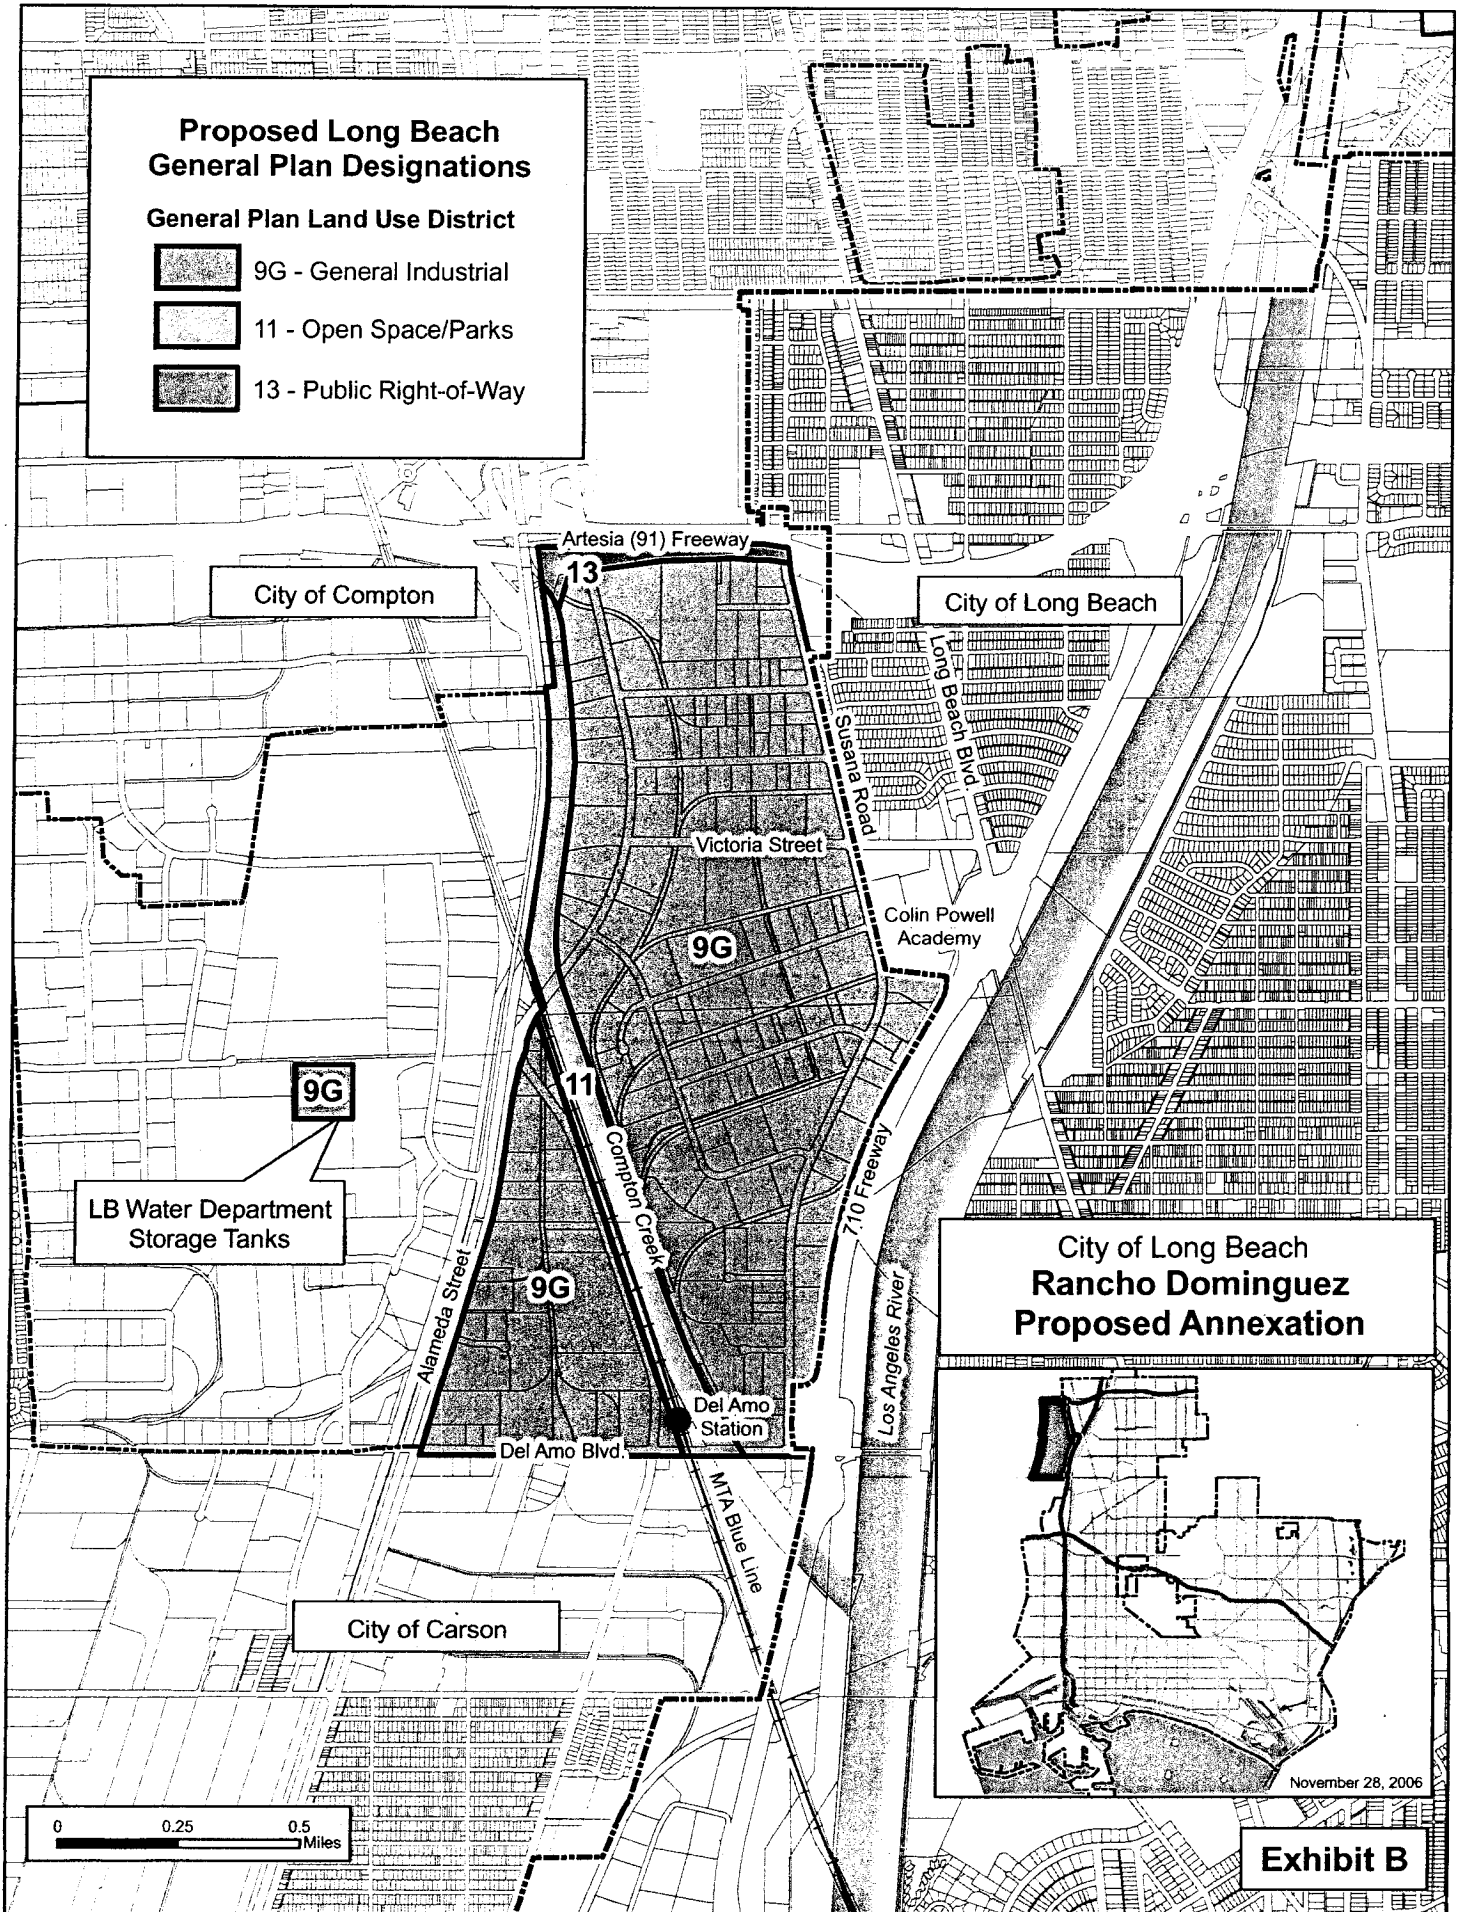 Proposed Long Beach
General Plan Designations
General Plan Land Use District
9G - General Industrial
11 - Open Space/Parks
13 - Public Right-of-Way
Artesia (91) Freeway
13
City of Compton
City of Long Beach
Long Beach Blvd.
Susana Road
Victoria Street
Colin Powell
Academy
9G
9G
11
LB Water Department
Storage Tanks
Compton Creek
710 Freeway
Alameda Street
9G
Los Angeles River
Del Amo
Station
Del Amo Blvd.
MTA Blue Line
City of Carson
City of Long Beach
Rancho Dominguez
Proposed Annexation
November 28, 2006
0 0.25 0.5
Miles
Exhibit B